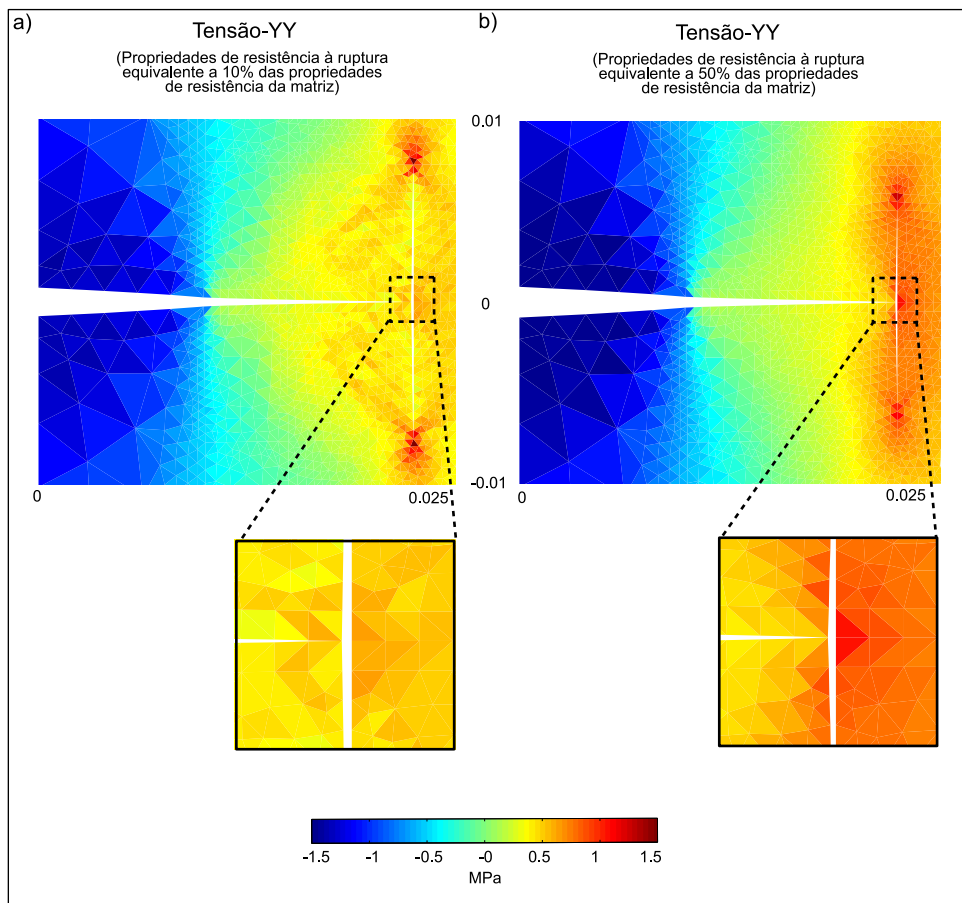 a)
Tensão-YY
(Propriedades de resistência à ruptura
equivalente a 10% das propriedades
de resistência da matriz)
b)
Tensão-YY
(Propriedades de resistência à ruptura
equivalente a 50% das propriedades
de resistência da matriz)
0.01
0
-0.01
0
0.025
0
0.025
-1.5 -1 -0.5 -0 0.5 1 1.5
MPa